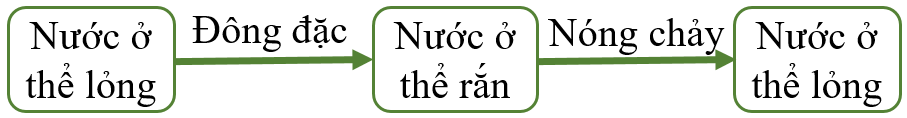 Nước ở
thể lỏng
Đông đặc
Nước ở
thể rắn
Nóng chảy
Nước ở
thể lỏng